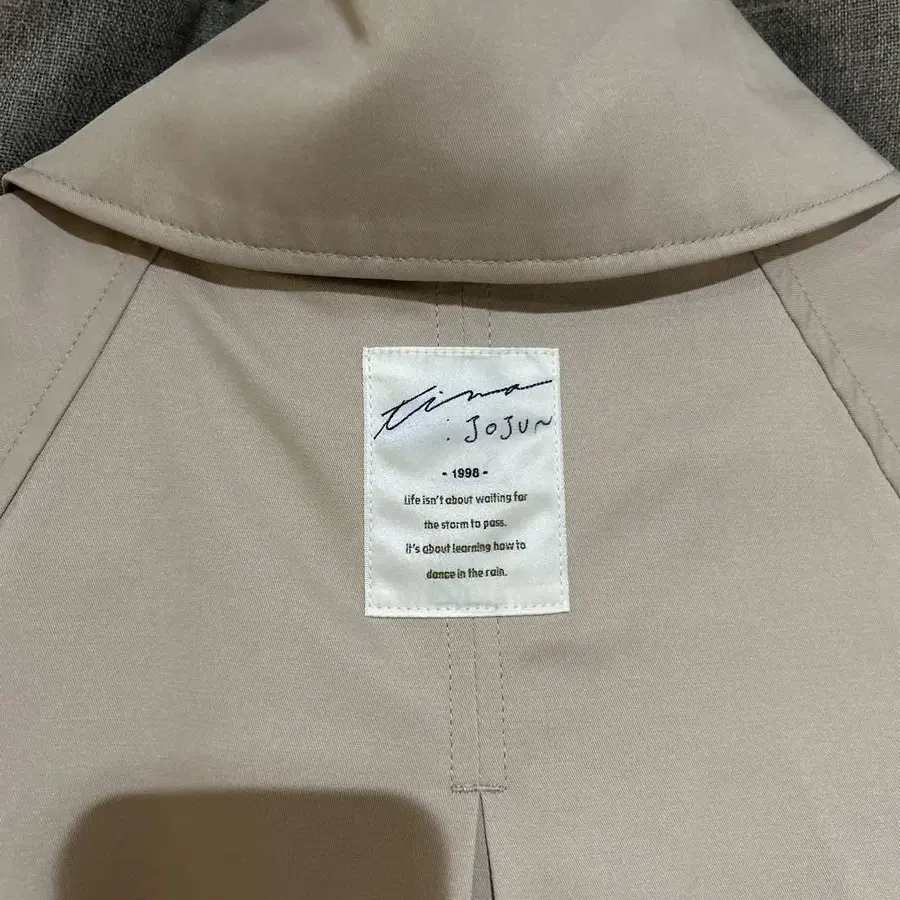 tina
: JOJUN
- 1998 -
Life isn't about waiting for
the storm to pass.
It's about learning how to
dance in the rain.